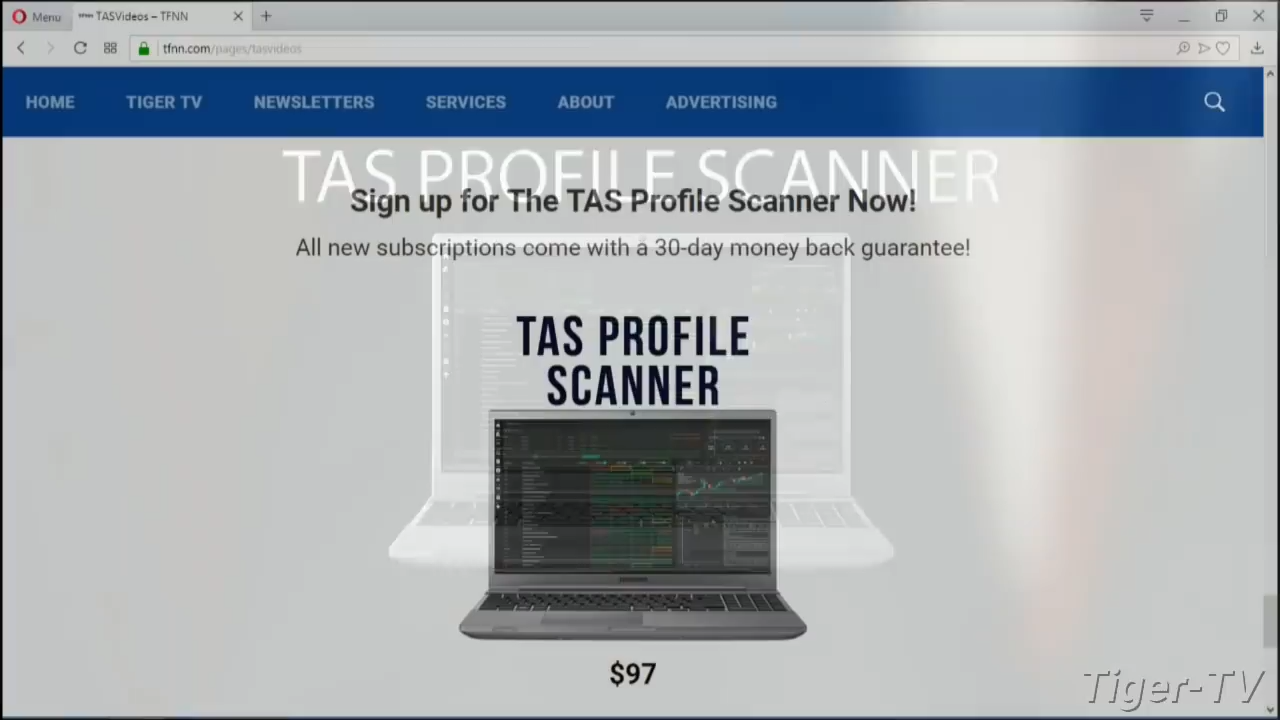 Menu
TASVideos – TFNN
tfnn.com/pages/tasvideos
HOME TIGER TV NEWSLETTERS SERVICES ABOUT ADVERTISING
TAS PROFILE SCANNER
Sign up for The TAS Profile Scanner Now!
All new subscriptions come with a 30-day money back guarantee!
TAS PROFILE
SCANNER
$97
Tiger-TV